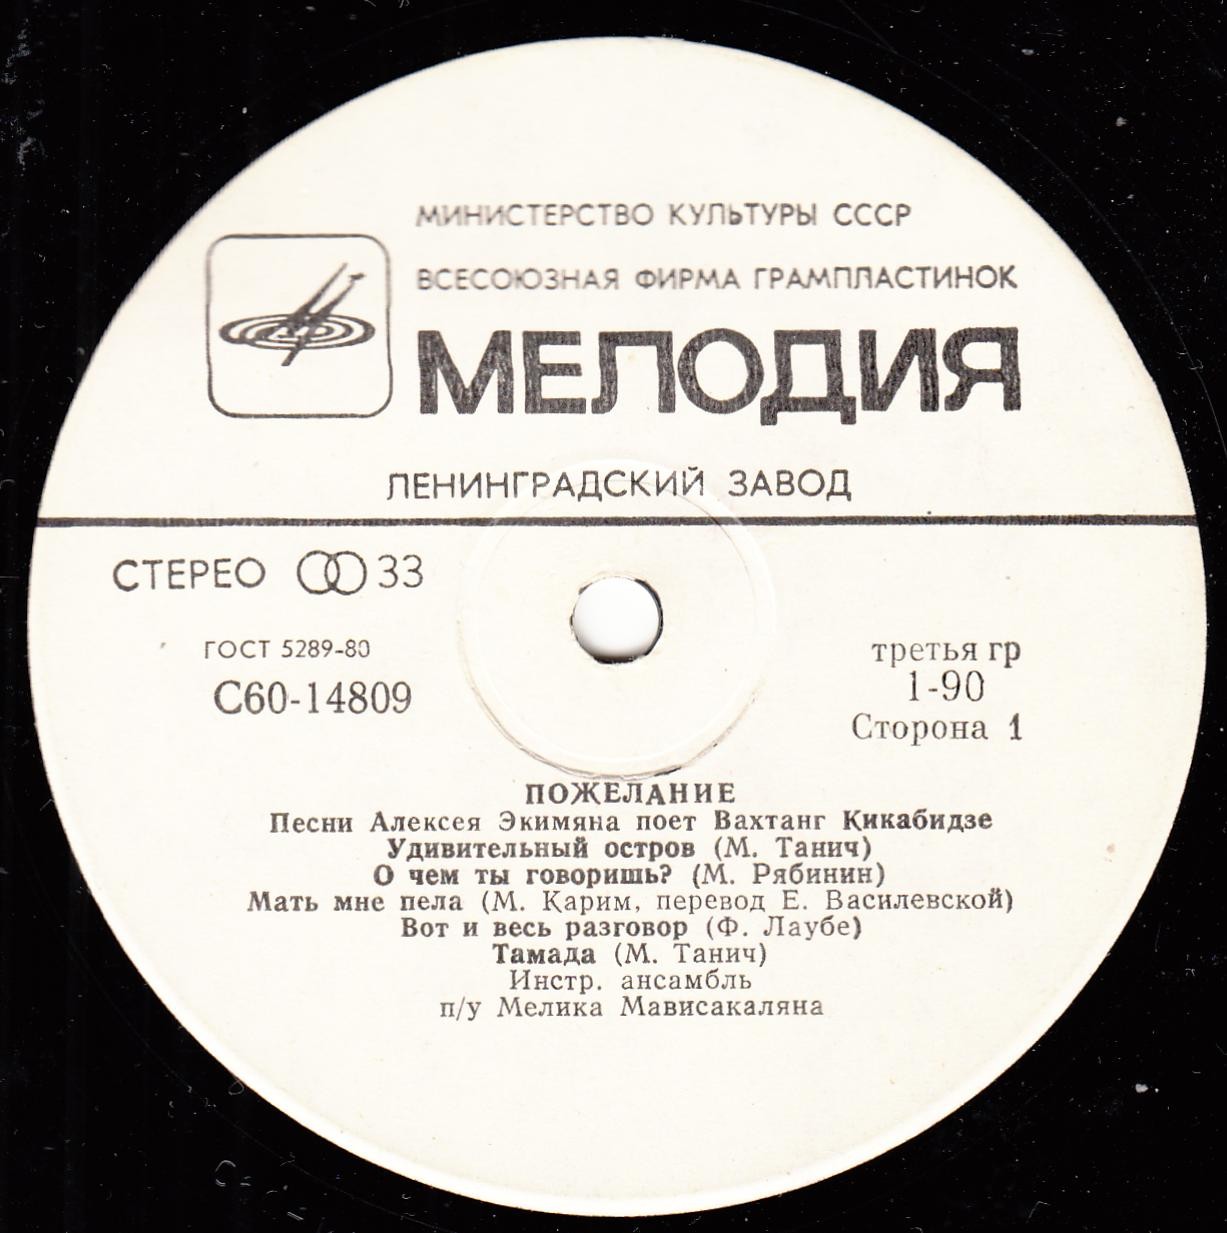 МИНИСТЕРСТВО КУЛЬТУРЫ СССР
ВСЕСОЮЗНАЯ ФИРМА ГРАМПЛАСТИНОК
МЕЛОДИЯ
ЛЕНИНГРАДСКИЙ ЗАВОД
СТЕРЕО 33
ГОСТ 5289-80
С60-14809
третья гр
1-90
Сторона 1
ПОЖЕЛАНИЕ
Песни Алексея Экимяна поет Вахтанг Кикабидзе
Удивительный остров (М. Танич)
О чем ты говоришь? (М. Рябинин)
Мать мне пела (М. Карим, перевод Е. Василевской)
Вот и весь разговор (Ф. Лаубе)
Тамада (М. Танич)
Инстр. ансамбль
п/у Мелика Мависакаляна